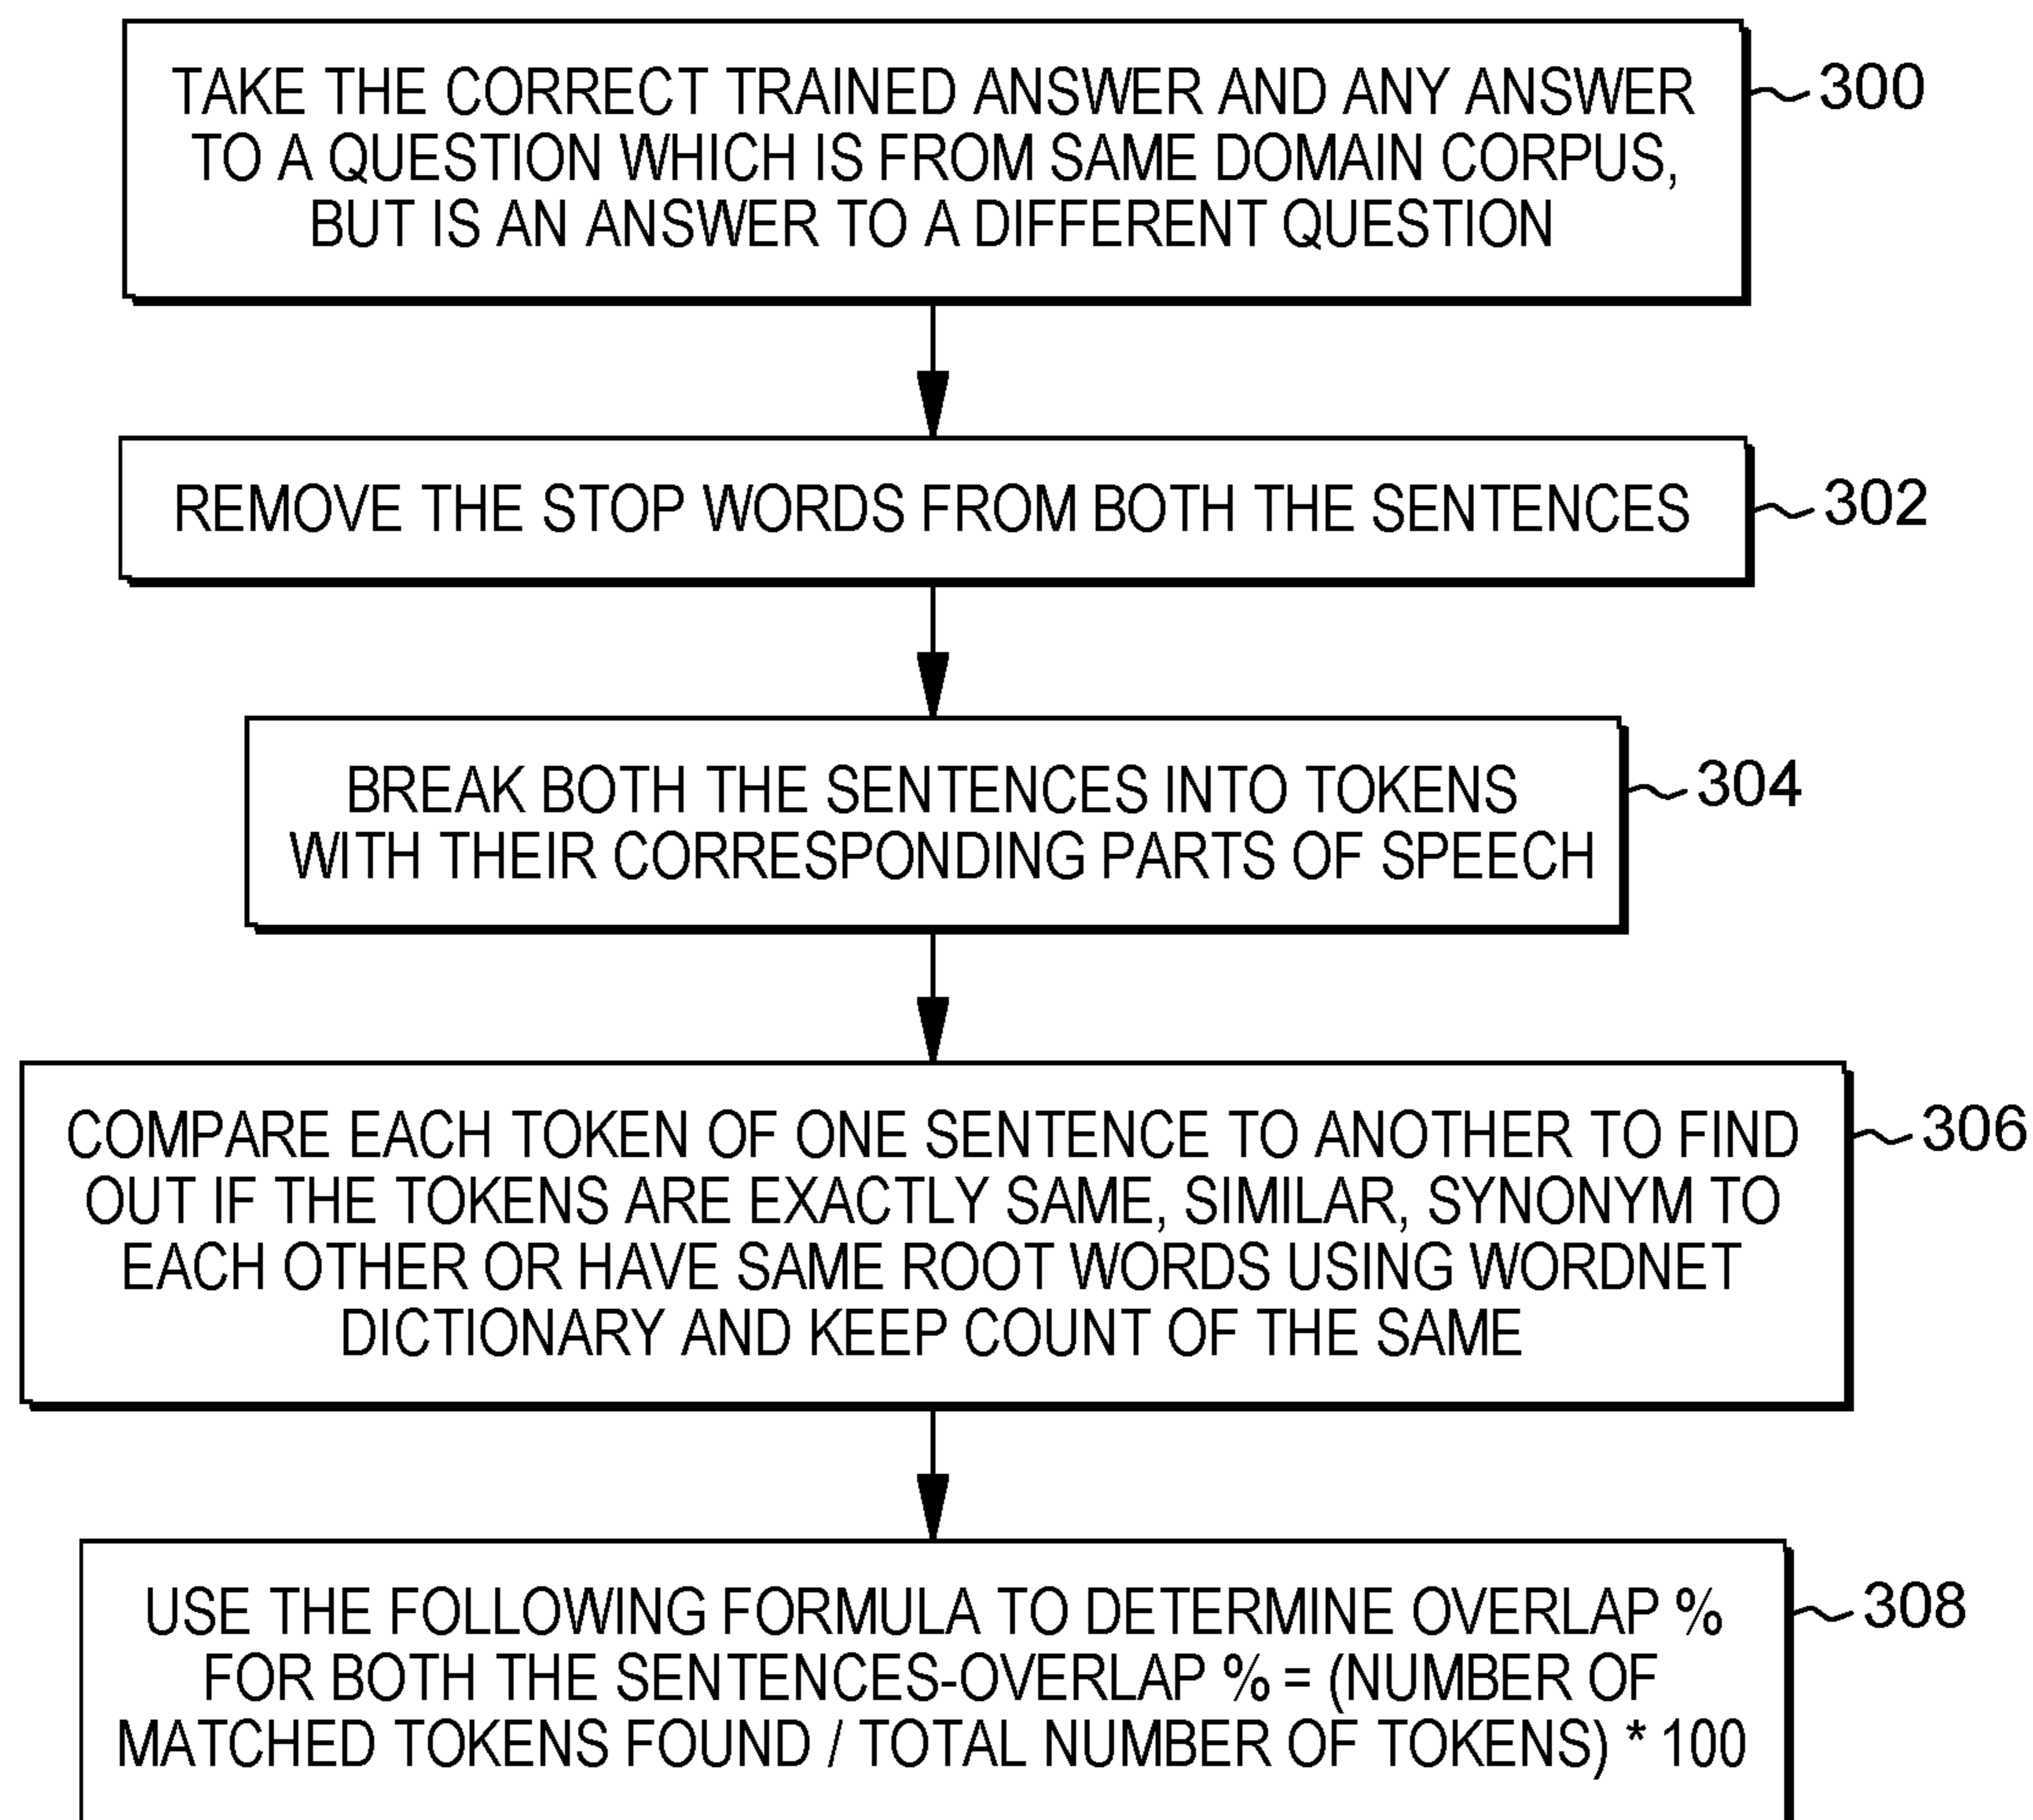 TAKE THE CORRECT TRAINED ANSWER AND ANY ANSWER
TO A QUESTION WHICH IS FROM SAME DOMAIN CORPUS,
BUT IS AN ANSWER TO A DIFFERENT QUESTION
300
REMOVE THE STOP WORDS FROM BOTH THE SENTENCES
302
BREAK BOTH THE SENTENCES INTO TOKENS
WITH THEIR CORRESPONDING PARTS OF SPEECH
304
COMPARE EACH TOKEN OF ONE SENTENCE TO ANOTHER TO FIND
OUT IF THE TOKENS ARE EXACTLY SAME, SIMILAR, SYNONYM TO
EACH OTHER OR HAVE SAME ROOT WORDS USING WORDNET
DICTIONARY AND KEEP COUNT OF THE SAME
306
USE THE FOLLOWING FORMULA TO DETERMINE OVERLAP %
FOR BOTH THE SENTENCES-OVERLAP % = (NUMBER OF
MATCHED TOKENS FOUND / TOTAL NUMBER OF TOKENS) * 100
308